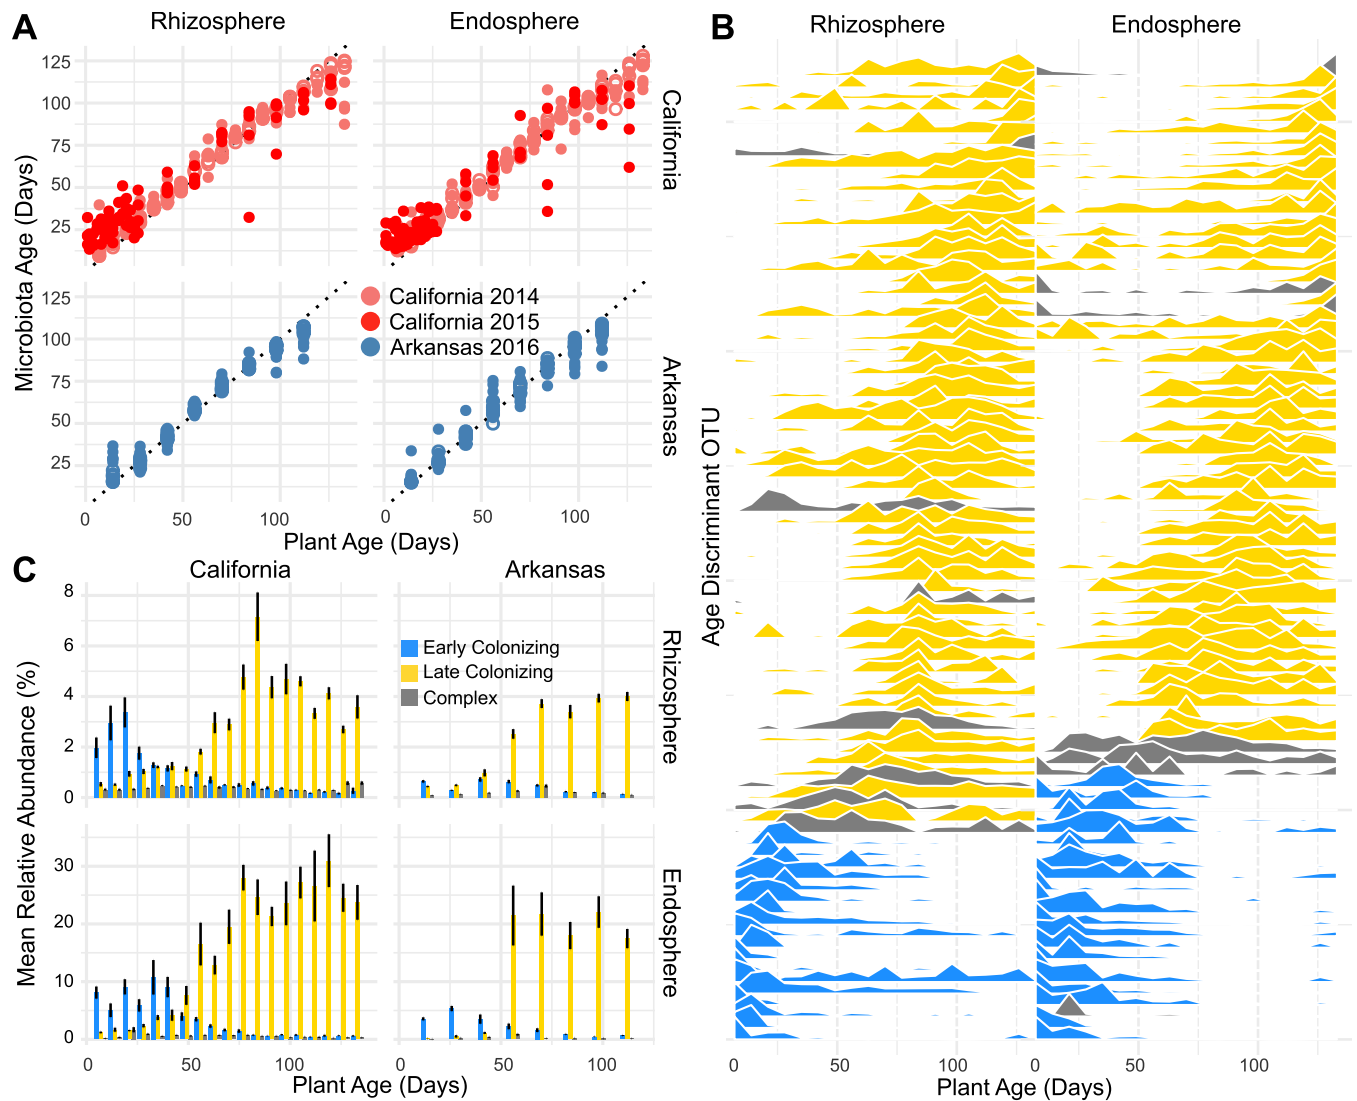 A
Rhizosphere
Endosphere
125
100
75
50
25
California
Microbiota Age (Days)
125
100
75
50
25
California 2014
California 2015
Arkansas 2016
Arkansas
0
50
100
0
50
100
Plant Age (Days)
B
Rhizosphere
Endosphere
Age Discriminant OTU
0
50
100
0
50
100
Plant Age (Days)
C
California
Arkansas
8
6
4
2
0
Early Colonizing
Late Colonizing
Complex
Rhizosphere
Mean Relative Abundance (%)
30
20
10
0
Endosphere
0
50
100
0
50
100
Plant Age (Days)